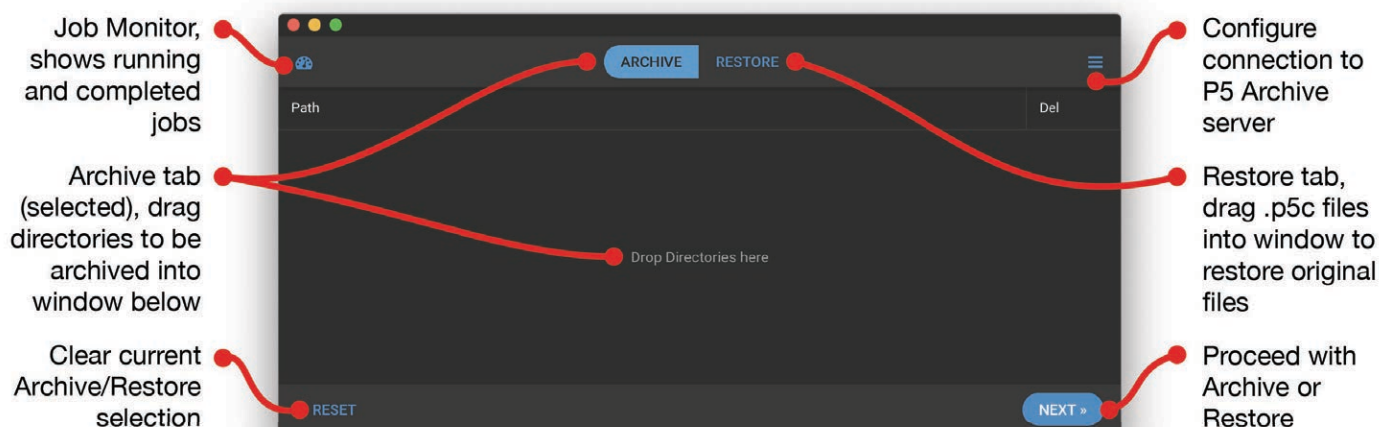 Job Monitor,
shows running
and completed
jobs
Archive tab
(selected), drag
directories to be
archived into
window below
Clear current
Archive/Restore
selection
ARCHIVE
RESTORE
Path
Del
Drop Directories here
RESET
NEXT »
Configure
connection to
P5 Archive
server
Restore tab,
drag .p5c files
into window to
restore original
files
Proceed with
Archive or
Restore